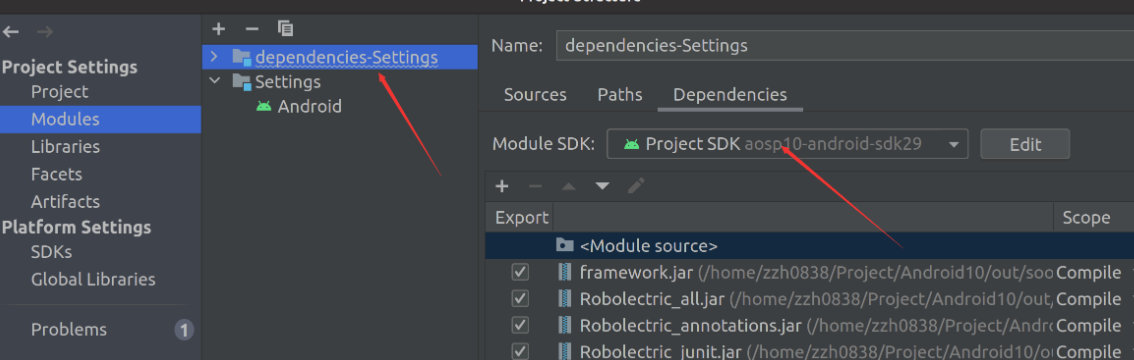 Project Structure
Project Settings
Project
Modules
Libraries
Facets
Artifacts
Platform Settings
SDKs
Global Libraries
Problems 1
dependencies-Settings
Settings
Android
Name: dependencies-Settings
Sources Paths Dependencies
Module SDK: Project SDK aosp10-android-sdk29 Edit
Export Scope
<Module source>
framework.jar (/home/zzh0838/Project/Android10/out/soo Compile
Robolectric_all.jar (/home/zzh0838/Project/Android10/out, Compile
Robolectric_annotations.jar (/home/zzh0838/Project/Andro Compile
Robolectric_junit.jar (/home/zzh0838/Project/Android10/ou Compile